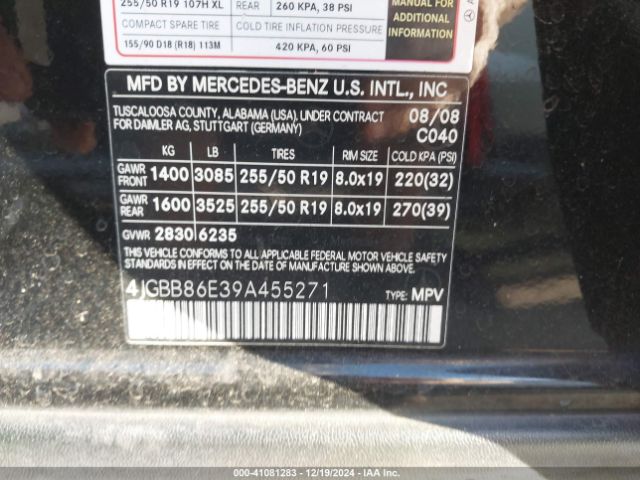 255/50 R19 107H XL REAR 260 KPA, 38 PSI
MANUAL FOR
ADDITIONAL
INFORMATION
COMPACT SPARE TIRE COLD TIRE INFLATION PRESSURE
155/90 D18 (R18) 113M 420 KPA, 60 PSI
MFD BY MERCEDES-BENZ U.S. INTL., INC
TUSCALOOSA COUNTY, ALABAMA (USA), UNDER CONTRACT
FOR DAIMLER AG, STUTTGART (GERMANY)
08/08
C040
KG LB TIRES RIM SIZE COLD KPA (PSI)
GAWR FRONT 1400 3085 255/50 R19 8.0x19 220(32)
GAWR REAR 1600 3525 255/50 R19 8.0x19 270(39)
GVWR 2830 6235
THIS VEHICLE CONFORMS TO ALL APPLICABLE FEDERAL MOTOR VEHICLE SAFETY
STANDARDS IN EFFECT ON THE DATE OF MANUFACTURE SHOWN ABOVE.
4JGBB86E39A455271 TYPE: MPV
000-41081283 - 12/19/2024 - IAA Inc.